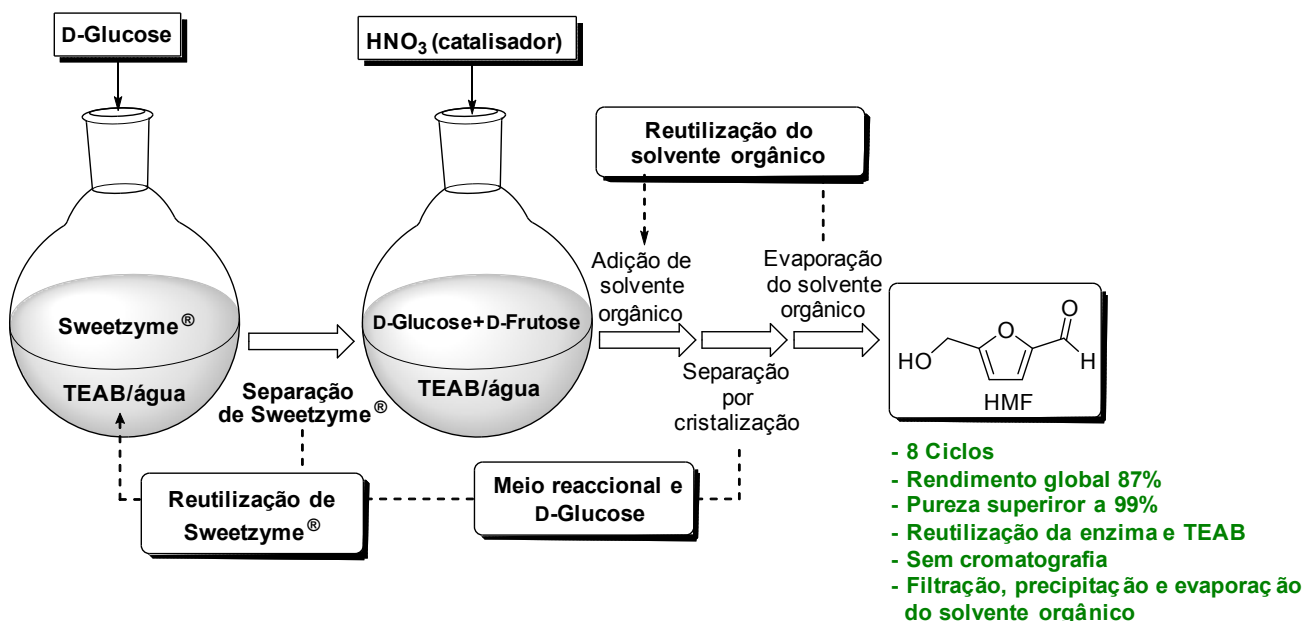 D-Glucose
HNO3 (catalisador)
Reutilização do
solvente orgânico
Adição de
solvente
orgânico
Evaporação
do solvente
orgânico
Sweetzyme®
TEAB/água
D-Glucose+D-Frutose
TEAB/água
Separação
de Sweetzyme®
Separação
por
cristalização
O
O
HO
H
HMF
Reutilização de
Sweetzyme®
Meio reaccional e
D-Glucose
- 8 Ciclos
- Rendimento global 87%
- Pureza superiror a 99%
- Reutilização da enzima e TEAB
- Sem cromatografia
- Filtração, precipitação e evaporação
do solvente orgânico